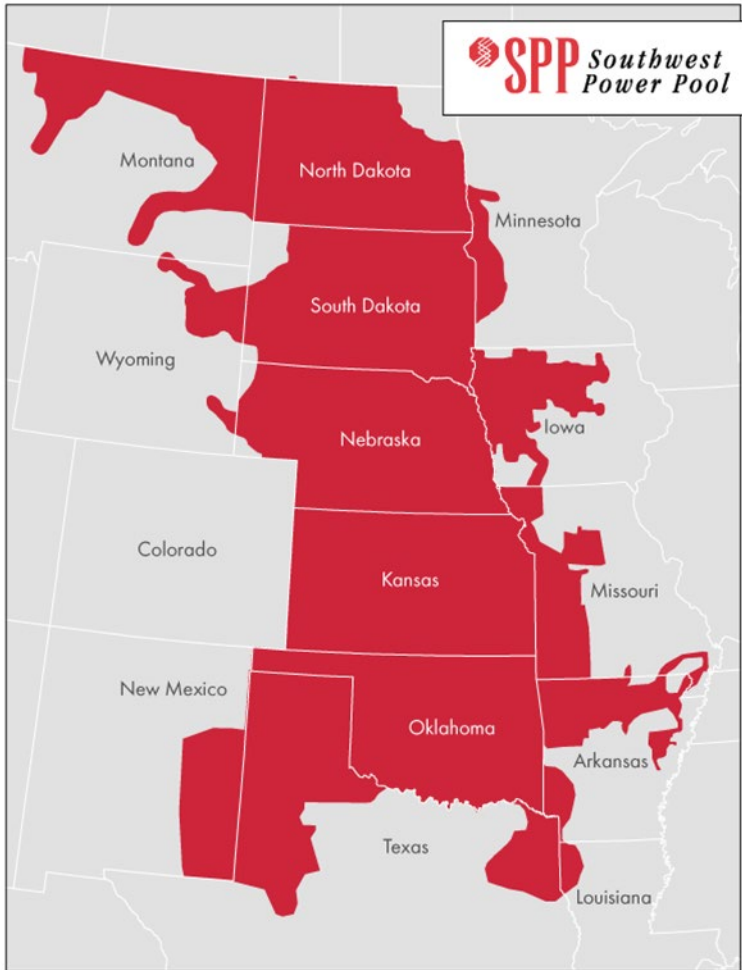 SPP Southwest
Power Pool
Montana
North Dakota
Minnesota
South Dakota
Wyoming
Iowa
Nebraska
Colorado
Kansas
Missouri
New Mexico
Oklahoma
Arkansas
Texas
Louisiana